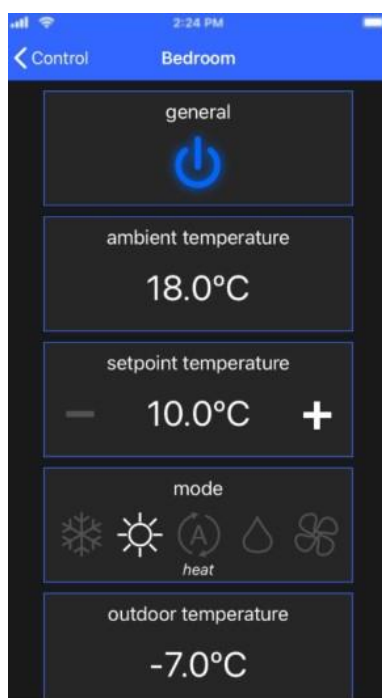 2:24 PM
Control
Bedroom
general
ambient temperature
18.0°C
setpoint temperature
10.0°C
mode
A
heat
outdoor temperature
-7.0°C